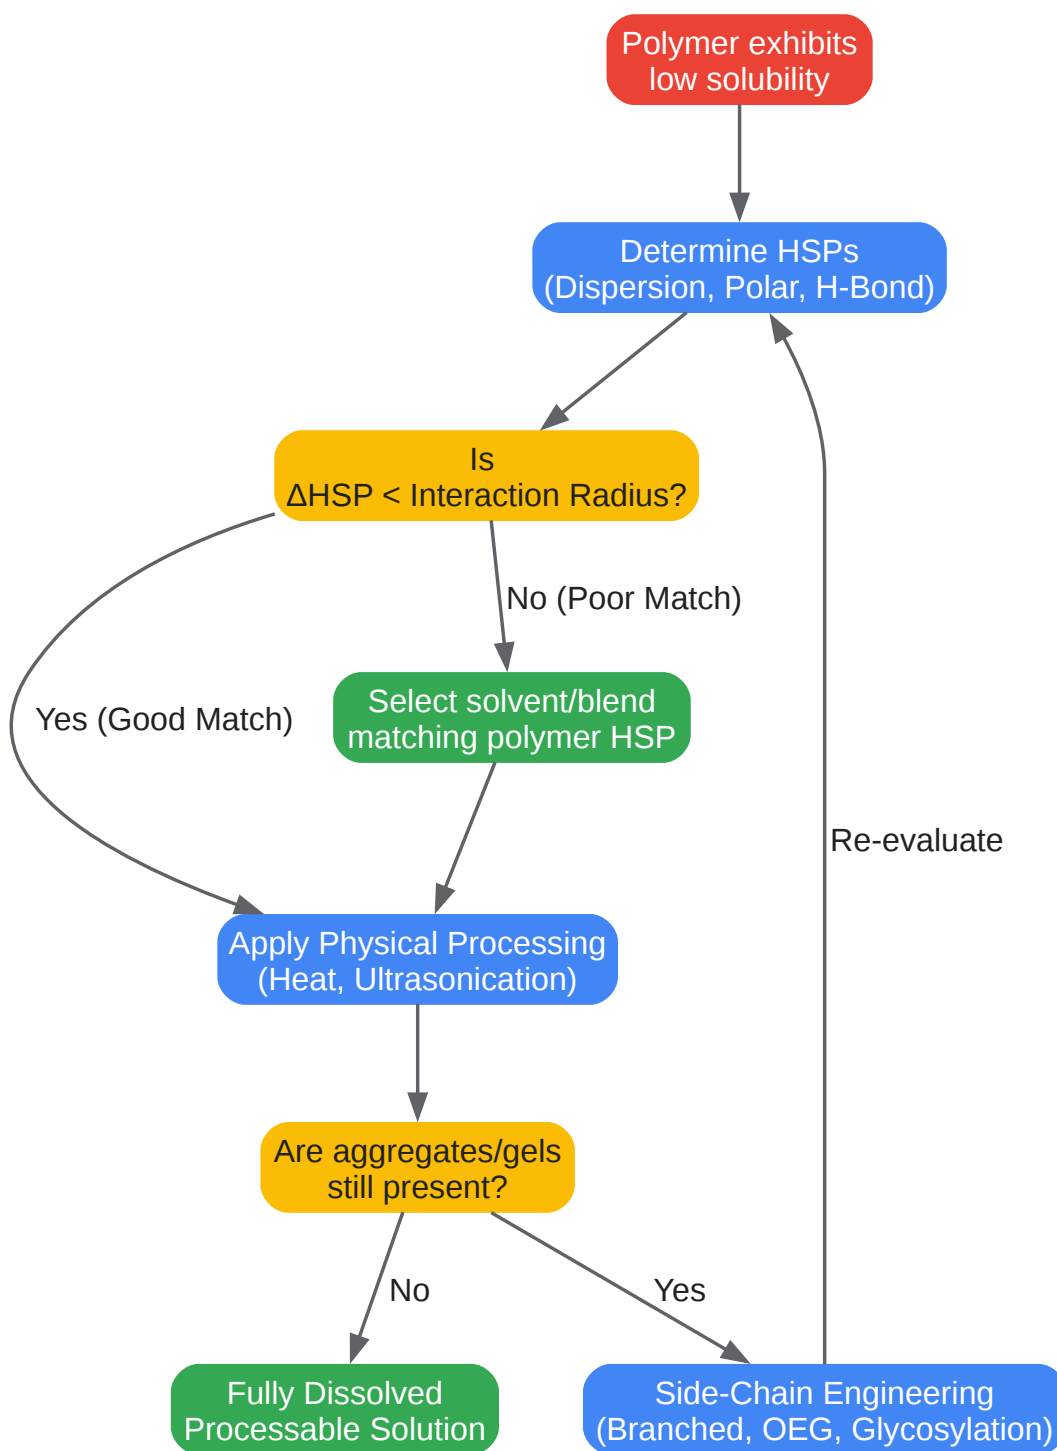 Polymer exhibits
low solubility
Determine HSPs
(Dispersion, Polar, H-Bond)
Is
ΔHSP < Interaction Radius?
No (Poor Match)
Select solvent/blend
matching polymer HSP
Yes (Good Match)
Re-evaluate
Apply Physical Processing
(Heat, Ultrasonication)
Are aggregates/gels
still present?
No
Yes
Fully Dissolved
Processable Solution
Side-Chain Engineering
(Branched, OEG, Glycosylation)